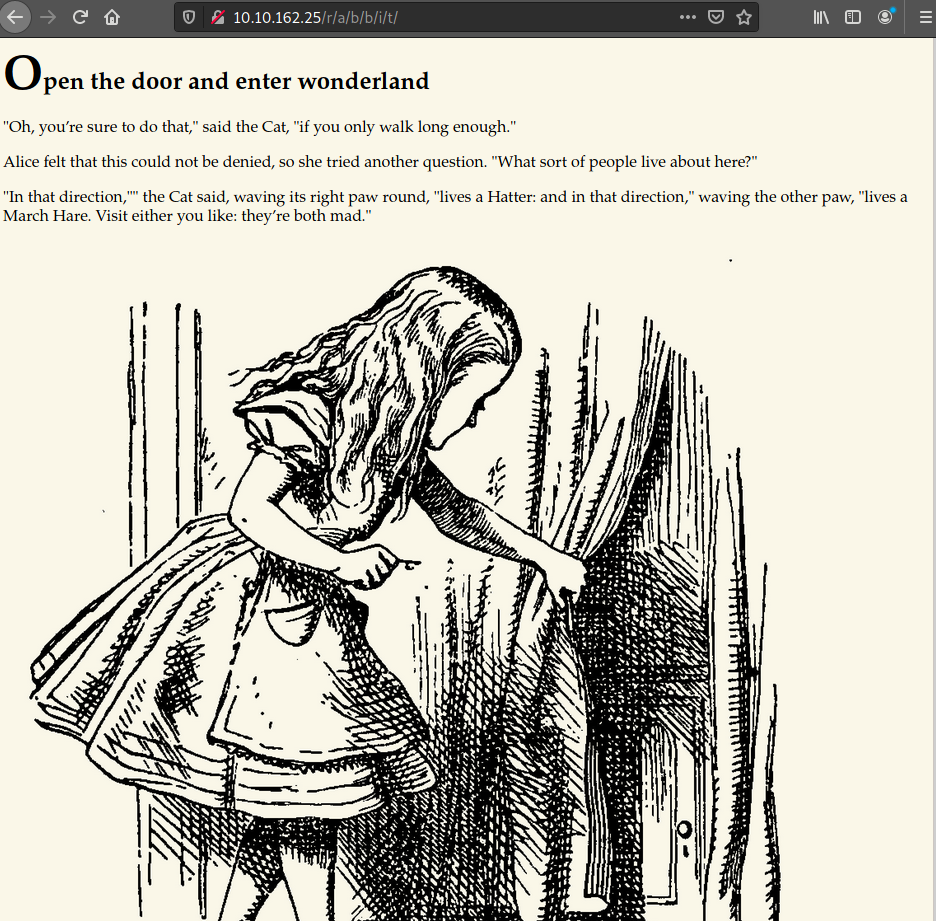 10.10.162.25/r/a/b/b/i/t/
Open the door and enter wonderland
"Oh, you’re sure to do that," said the Cat, "if you only walk long enough."
Alice felt that this could not be denied, so she tried another question. "What sort of people live about here?"
"In that direction,"" the Cat said, waving its right paw round, "lives a Hatter: and in that direction," waving the other paw, "lives a
March Hare. Visit either you like: they’re both mad."